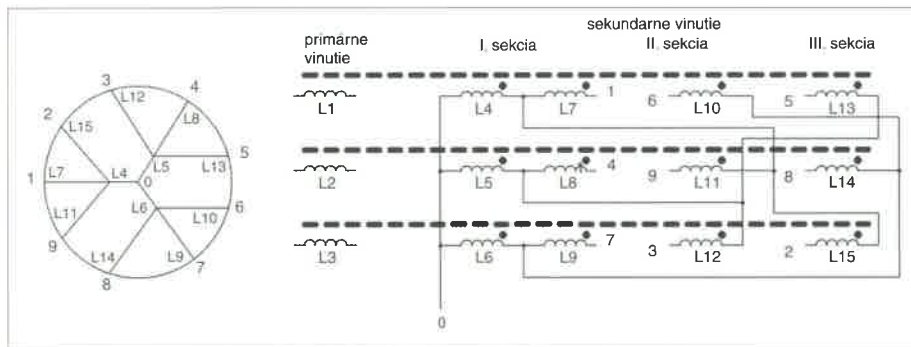 sekundarne vinutie
primárne
vinutie
I. sekcia
II. sekcia
III. sekcia
3
4
L12
L8
2
L15
L5
L13
5
1
L7
L4
0
L6
L10
6
L11
9
L14
L9
8
7
L1
L4
L7
1
6
L10
5
L13
L2
L5
L8
4
9
L11
8
L14
L3
L6
L9
7
3
L12
2
L15
0